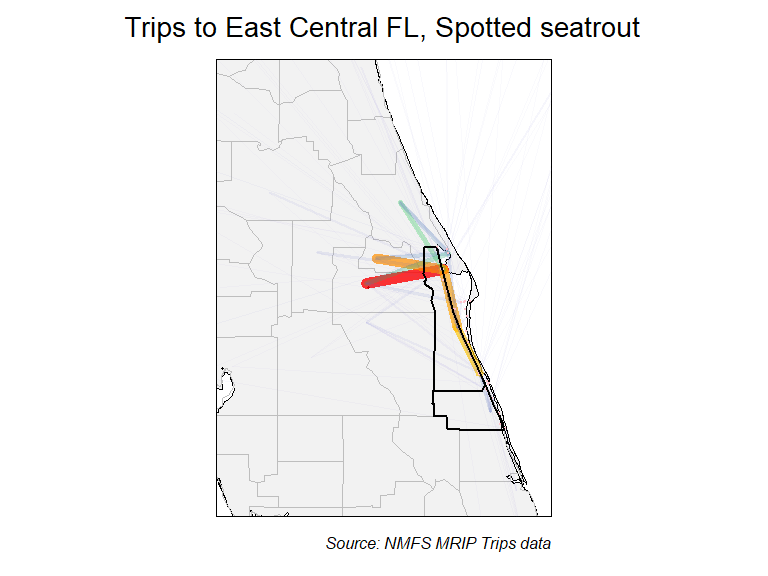 Trips to East Central FL, Spotted seatrout
Source: NMFS MRIP Trips data